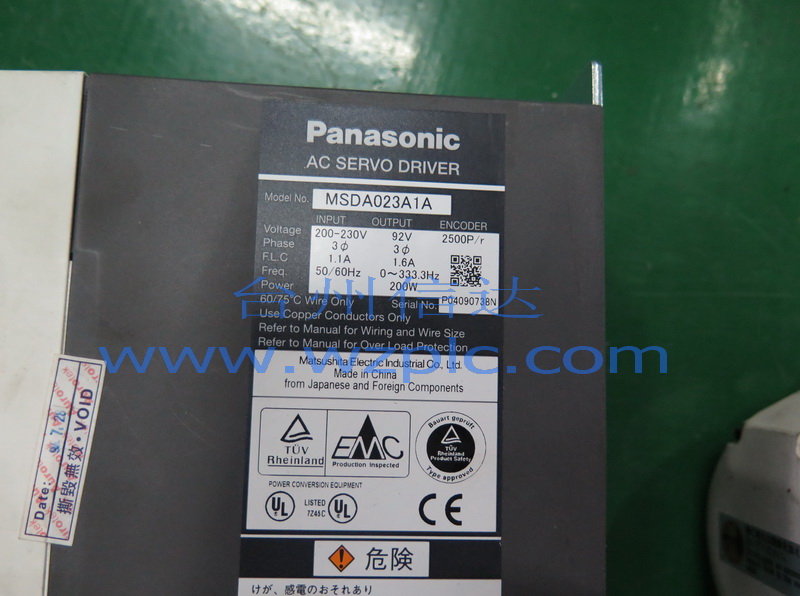 Panasonic
AC SERVO DRIVER
Model No. MSDA023A1A
INPUT OUTPUT ENCODER
Voltage 200-230V 92V 2500P/r
Phase 3φ 3φ
F.L.C 1.1A 1.6A
Freq. 50/60Hz 0～333.3Hz
Power 200W
60/75°C Wire Only Serial No. P04090738N
Use Copper Conductors Only
Refer to Manual for Wiring and Wire Size
Refer to Manual for Over Load Protection
台州信达
www.wzplc.com
Matsushita Electric Industrial Co., Ltd.
Made in China
from Japanese and Foreign Components
TÜV
Rheinland
EMC
Production Inspected
Bauart geprüft
TÜV
Rheinland
Product Safety
Type approved
POWER CONVERSION EQUIPMENT
UL LISTED UL
7Z45C
CE
危険
けが、感電のおそれあり
Date:
撕毀無效·VOID